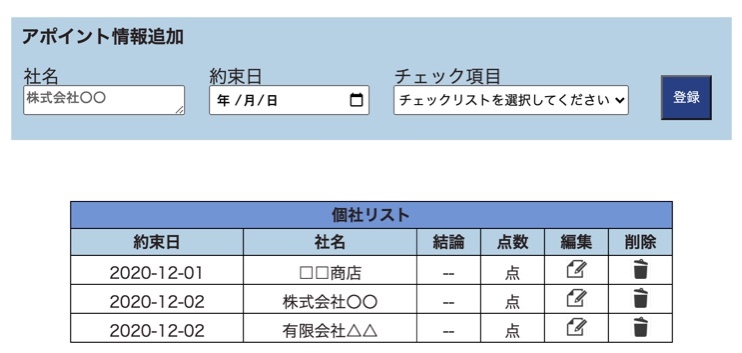 アポイント情報追加
社名 約束日 チェック項目
株式会社〇〇 年 /月/日 チェックリストを選択してください 登録
個社リスト
約束日 社名 結論 点数 編集 削除
2020-12-01 □□商店 -- 点
2020-12-02 株式会社〇〇 -- 点
2020-12-02 有限会社△△ -- 点